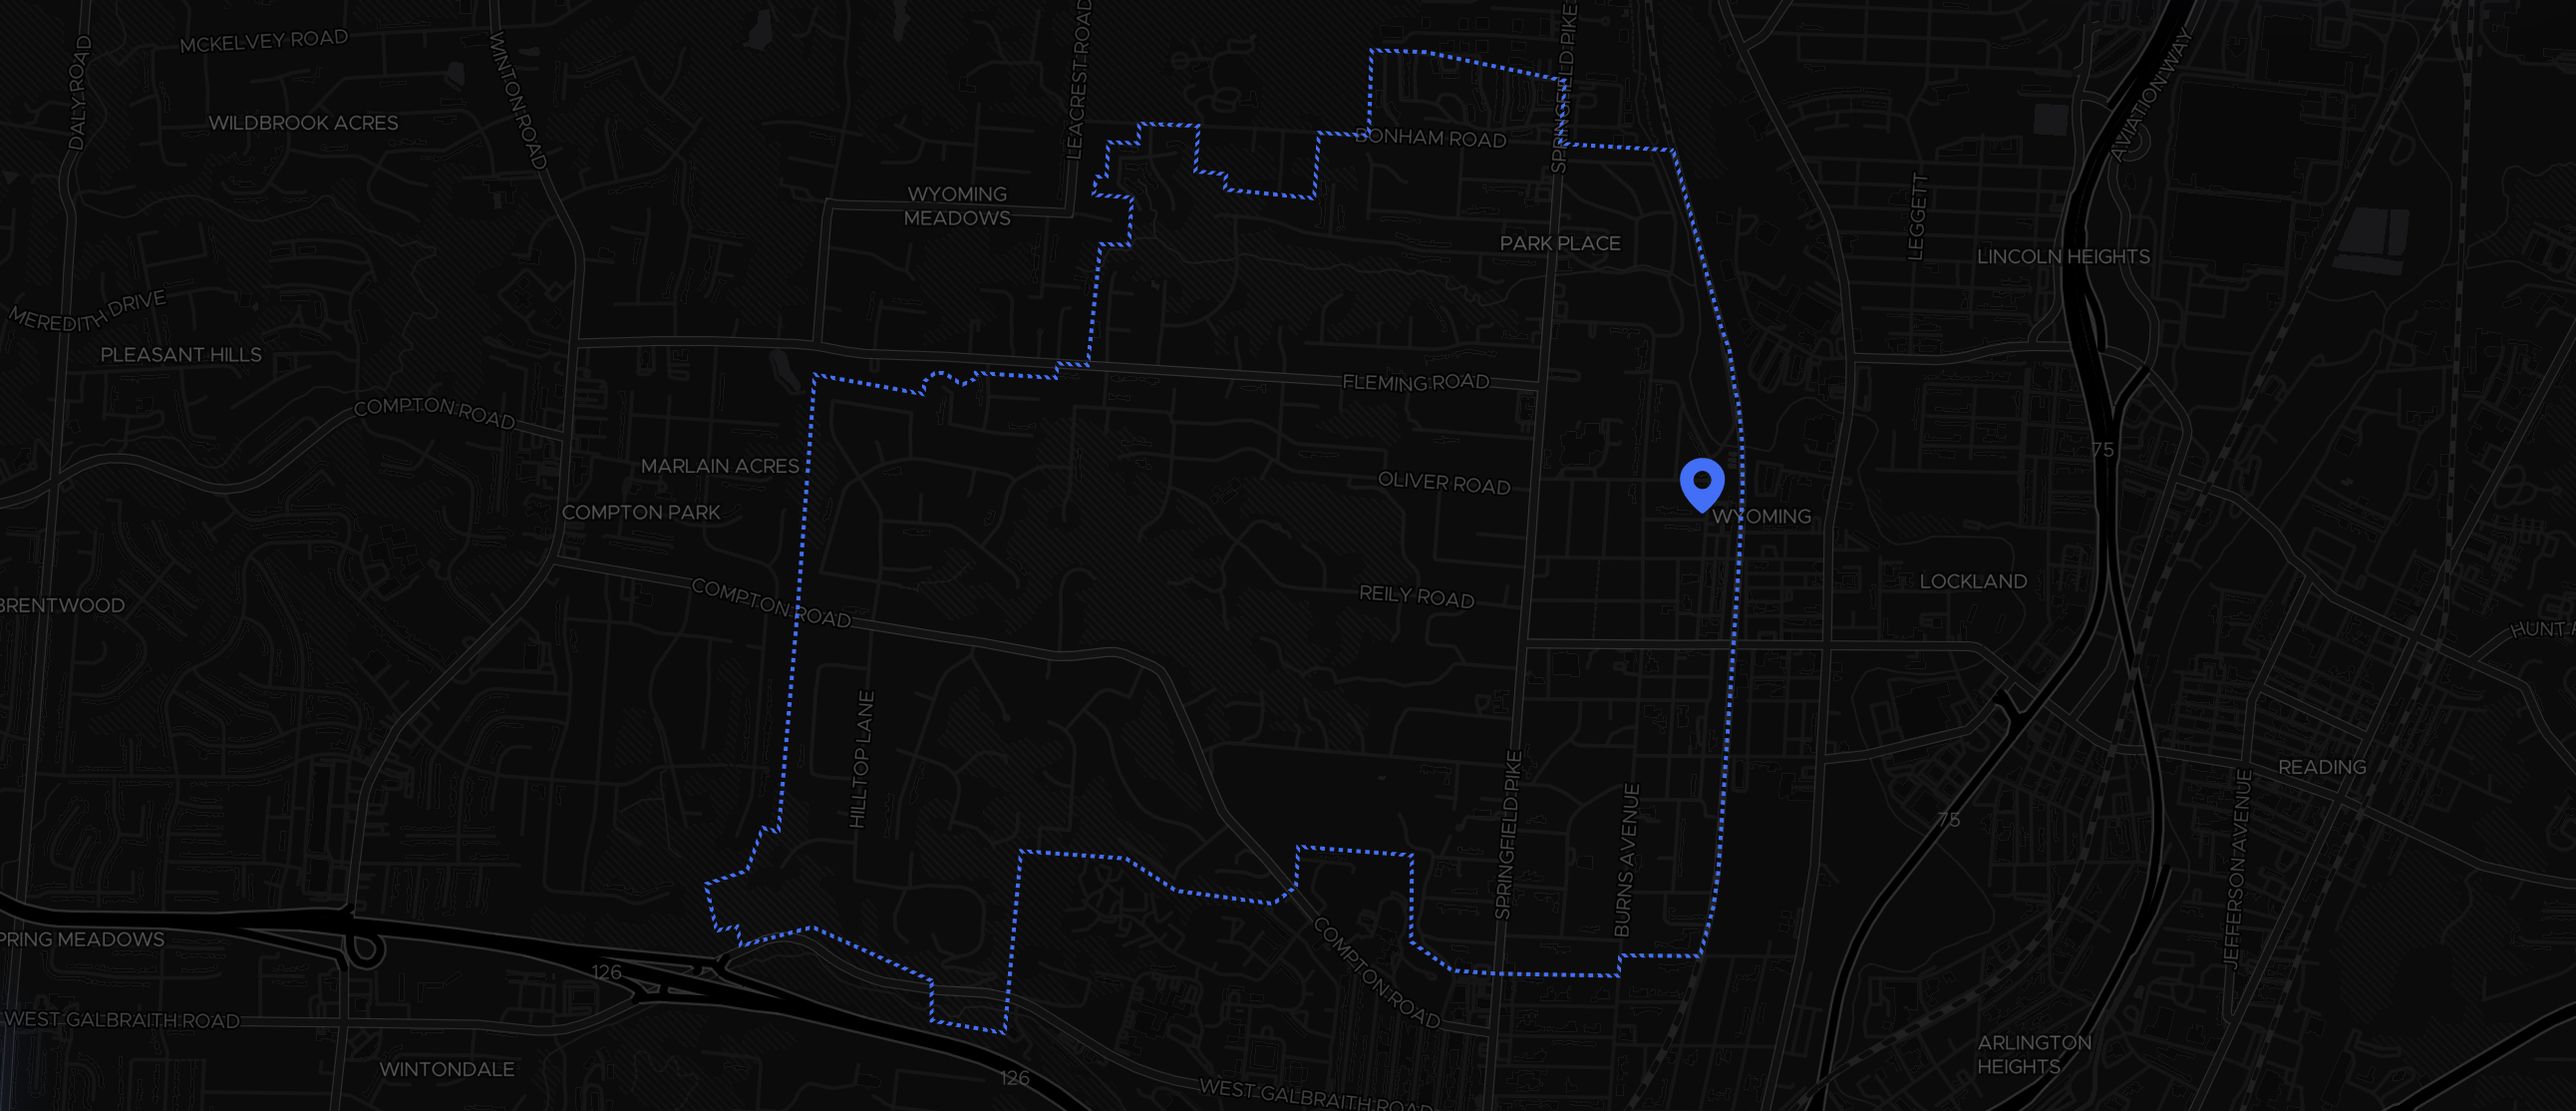 MCKELVEY ROAD
DALY ROAD
WINTON ROAD
LEACREST ROAD
SPRINGFIELD PIKE
AVIATION WAY
WILDBROOK ACRES
BONHAM ROAD
WYOMING
MEADOWS
LEGGETT
PARK PLACE
LINCOLN HEIGHTS
MEREDITH DRIVE
PLEASANT HILLS
FLEMING ROAD
COMPTON ROAD
75
MARLAIN ACRES
OLIVER ROAD
COMPTON PARK
WYOMING
COMPTON ROAD
REILY ROAD
LOCKLAND
BRENTWOOD
HUNT
HILLTOP LANE
SPRINGFIELD PIKE
BURNS AVENUE
READING
75
JEFFERSON AVENUE
PRING MEADOWS
126
COMPTON ROAD
WEST GALBRAITH ROAD
WINTONDALE
126
WEST GALBRAITH ROAD
ARLINGTON
HEIGHTS